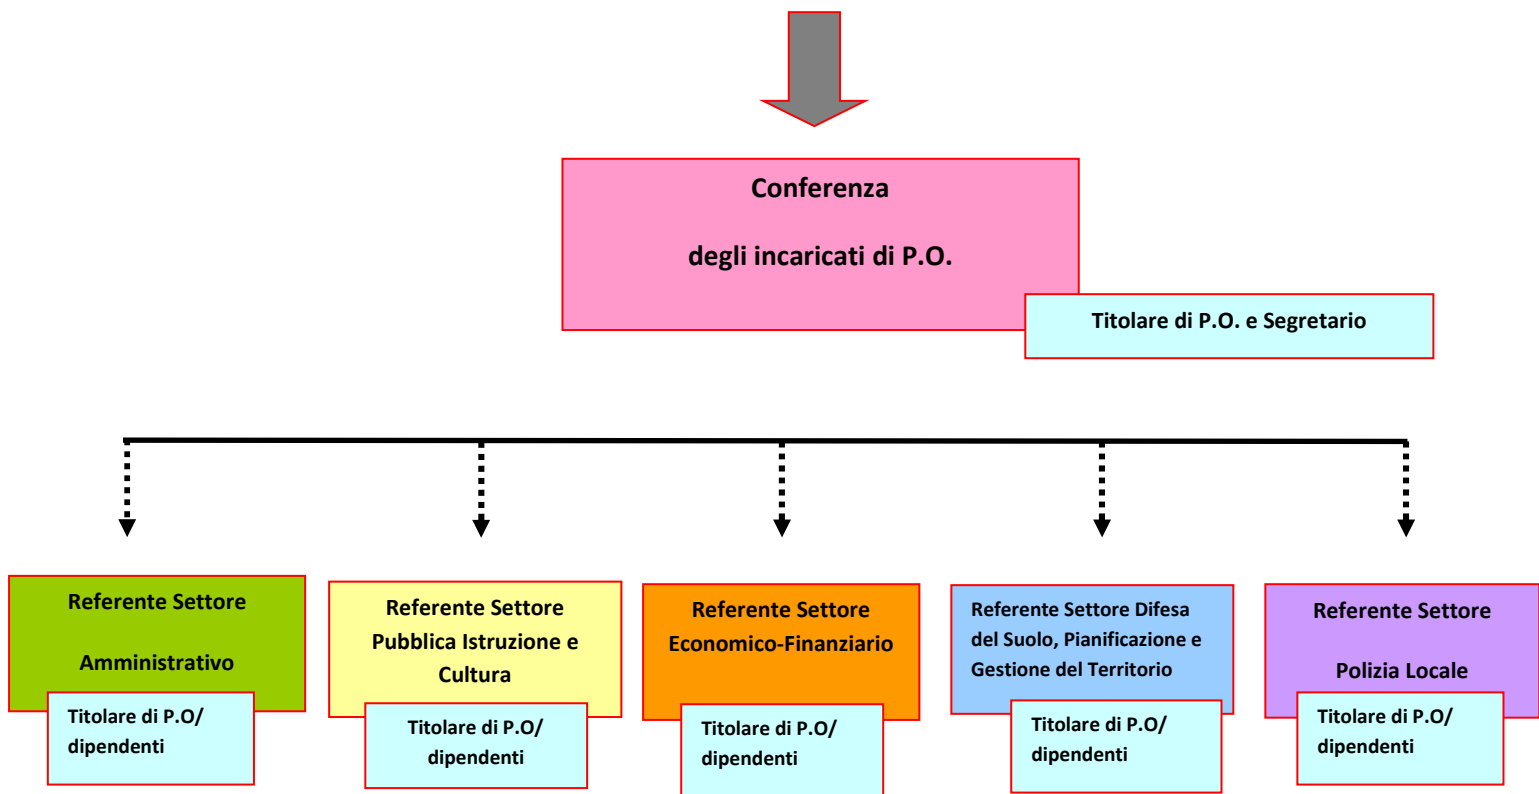 Conferenza
degli incaricati di P.O.
Titolare di P.O. e Segretario
Referente Settore
Amministrativo
Titolare di P.O/
dipendenti
Referente Settore
Pubblica Istruzione e
Cultura
Titolare di P.O/
dipendenti
Referente Settore
Economico-Finanziario
Titolare di P.O/
dipendenti
Referente Settore Difesa
del Suolo, Pianificazione e
Gestione del Territorio
Titolare di P.O/
dipendenti
Referente Settore
Polizia Locale
Titolare di P.O/
dipendenti